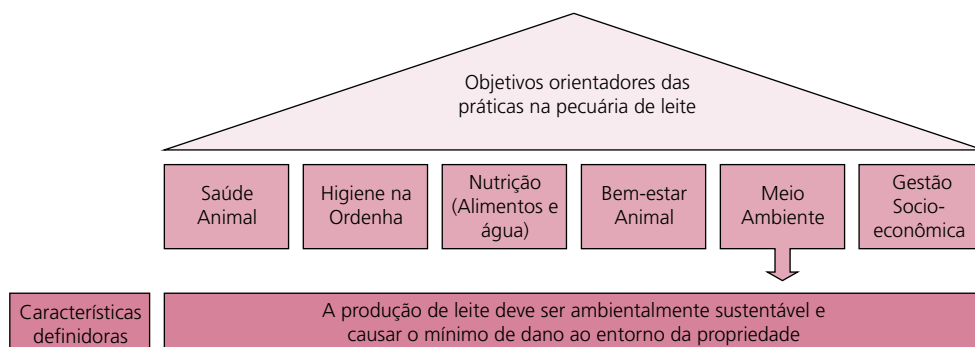 Objetivos orientadores das
práticas na pecuária de leite
Saúde
Animal
Higiene na
Ordenha
Nutrição
(Alimentos e
água)
Bem-estar
Animal
Meio
Ambiente
Gestão
Socio-
econômica
Características
definidoras
A produção de leite deve ser ambientalmente sustentável e
causar o mínimo de dano ao entorno da propriedade